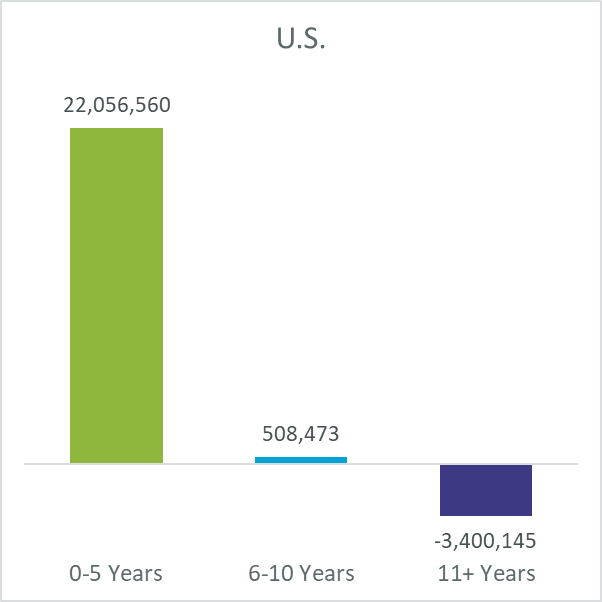 U.S.
22,056,560
508,473
-3,400,145
0-5 Years
6-10 Years
11+ Years